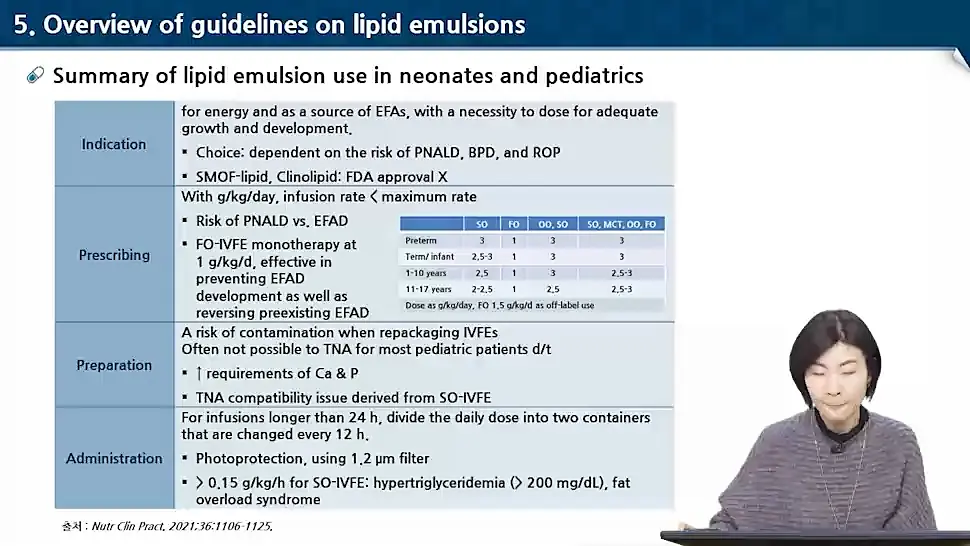 5. Overview of guidelines on lipid emulsions
Summary of lipid emulsion use in neonates and pediatrics
Indication
for energy and as a source of EFAs, with a necessity to dose for adequate
growth and development.
▪ Choice: dependent on the risk of PNALD, BPD, and ROP
▪ SMOF-lipid, Clinolipid: FDA approval X
Prescribing
With g/kg/day, infusion rate < maximum rate
▪ Risk of PNALD vs. EFAD
▪ FO-IVFE monotherapy at
1 g/kg/d, effective in
preventing EFAD
development as well as
reversing preexisting EFAD
SO FO OO, SO SO, MCT, OO, FO
Preterm 3 1 3 3
Term/ infant 2.5-3 1 3 3
1-10 years 2.5 1 3 2.5-3
11-17 years 2-2.5 1 2.5 2.5-3
Dose as g/kg/day, FO 1.5 g/kg/d as off-label use
Preparation
A risk of contamination when repackaging IVFEs
Often not possible to TNA for most pediatric patients d/t
▪ ↑ requirements of Ca & P
▪ TNA compatibility issue derived from SO-IVFE
Administration
For infusions longer than 24 h, divide the daily dose into two containers
that are changed every 12 h.
▪ Photoprotection, using 1.2 μm filter
▪ > 0.15 g/kg/h for SO-IVFE: hypertriglyceridemia (> 200 mg/dL), fat
overload syndrome
출처 : Nutr Clin Pract. 2021;36:1106-1125.